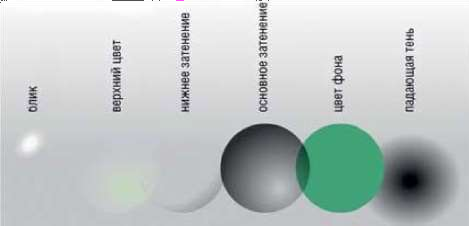 блик
верхний цвет
нижнее затенение
основное затенение
цвет фона
падающая тень